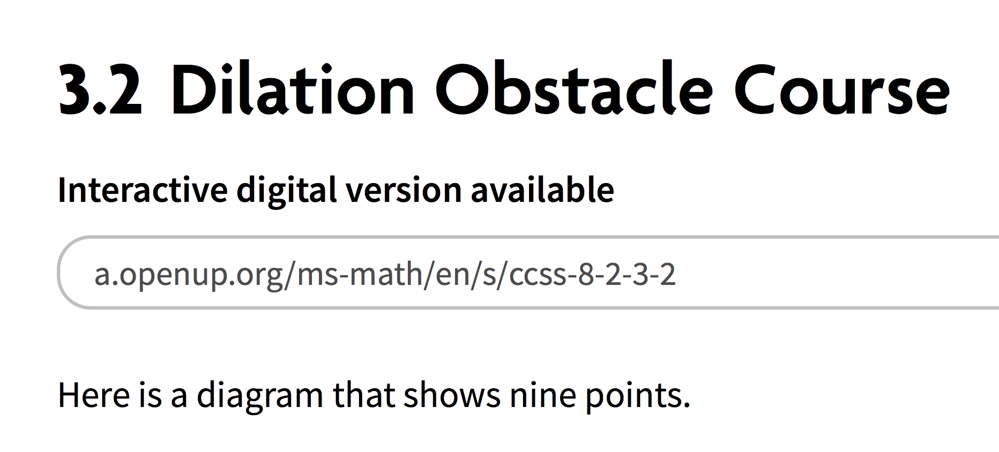 3.2 Dilation Obstacle Course
Interactive digital version available
a.openup.org/ms-math/en/s/ccss-8-2-3-2
Here is a diagram that shows nine points.